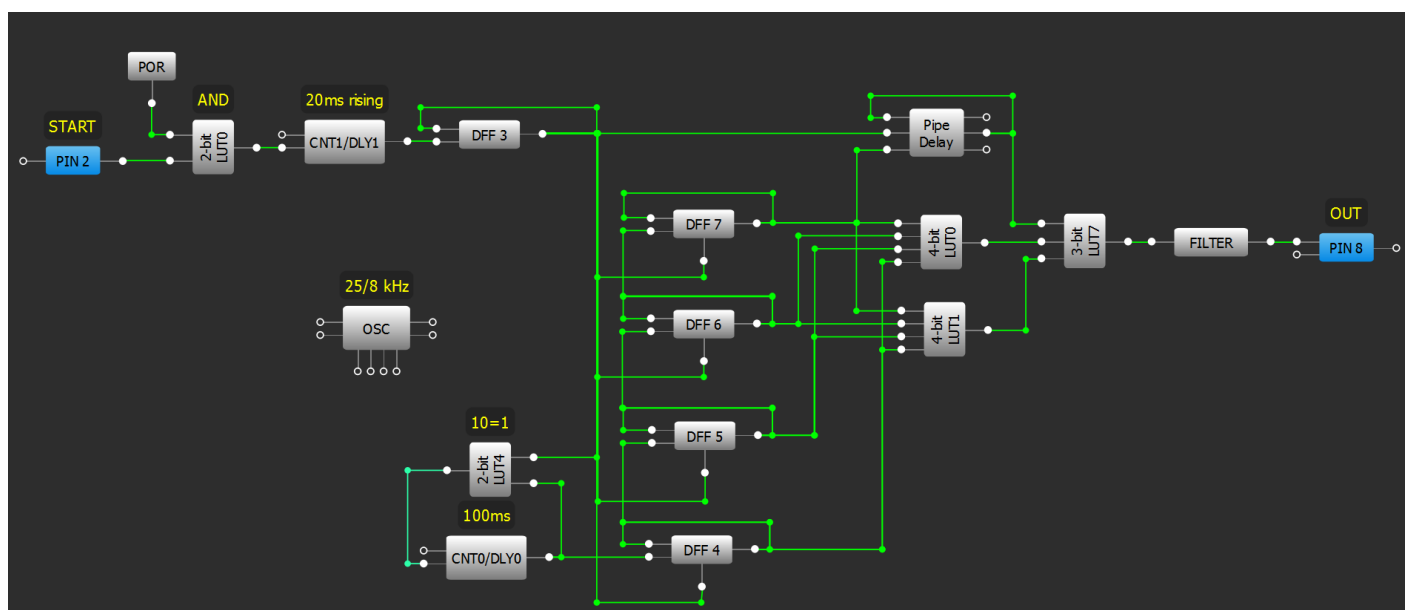 POR
START
PIN 2
AND
2-bit
LUT0
20ms rising
CNT1/DLY1
DFF 3
Pipe
Delay
DFF 7
4-bit
LUT0
3-bit
LUT7
FILTER
OUT
PIN 8
25/8 kHz
OSC
DFF 6
4-bit
LUT1
10=1
2-bit
LUT4
DFF 5
100ms
CNT0/DLY0
DFF 4